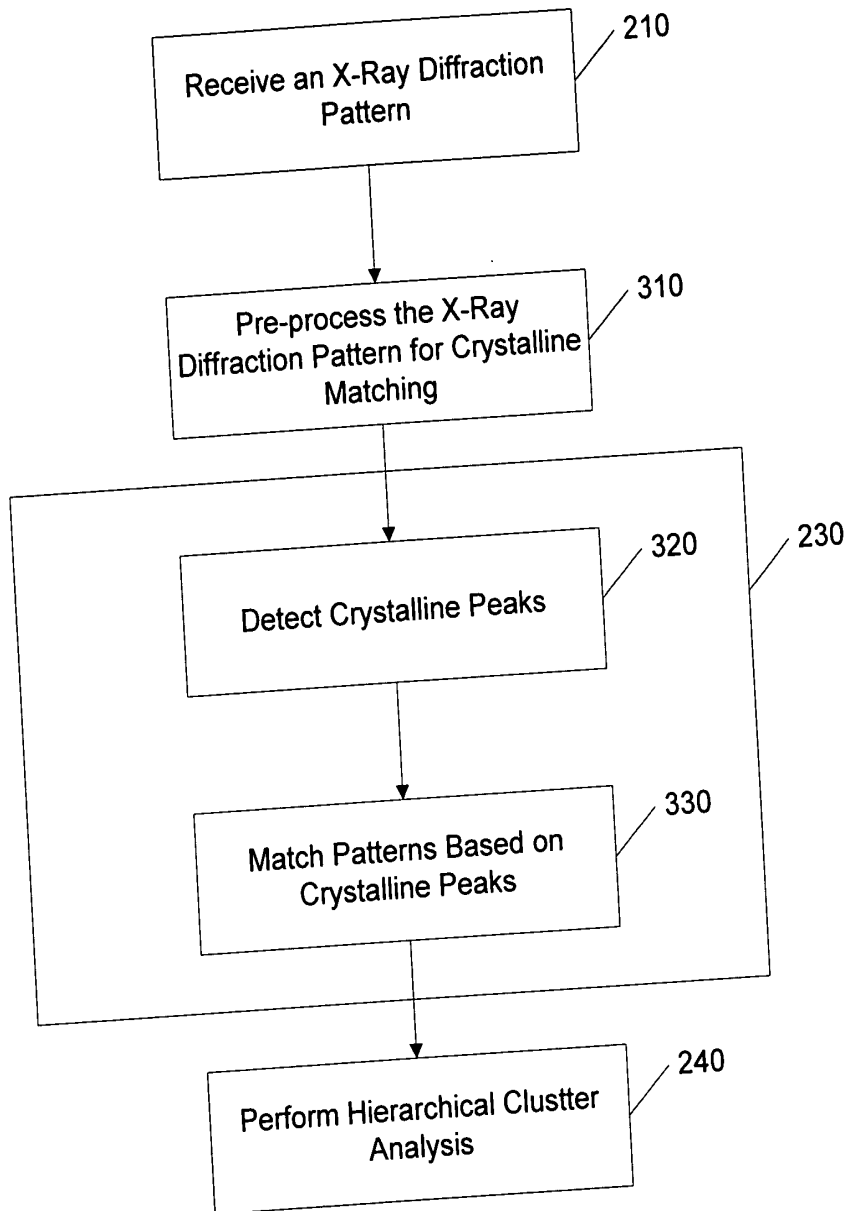 210
Receive an X-Ray Diffraction
Pattern
310
Pre-process the X-Ray
Diffraction Pattern for Crystalline
Matching
230
320
Detect Crystalline Peaks
330
Match Patterns Based on
Crystalline Peaks
240
Perform Hierarchical Clustter
Analysis